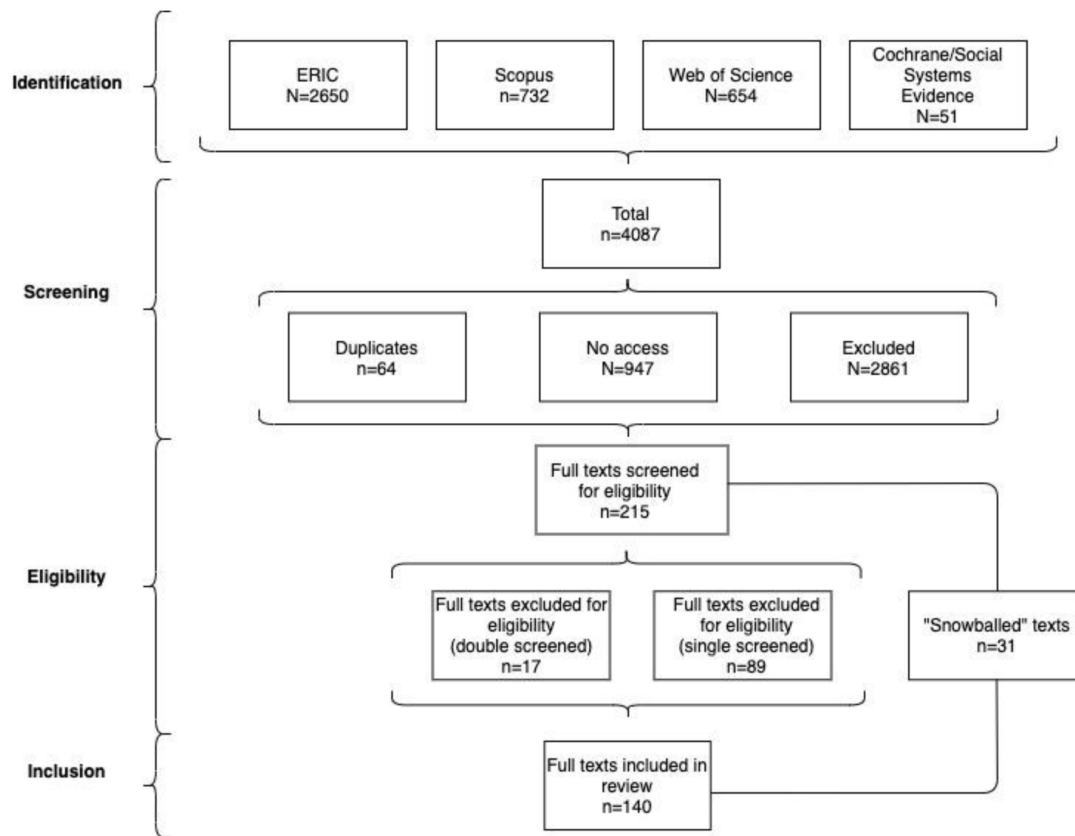 Identification
ERIC
N=2650
Scopus
n=732
Web of Science
N=654
Cochrane/Social
Systems
Evidence
N=51
Screening
Total
n=4087
Duplicates
n=64
No access
N=947
Excluded
N=2861
Eligibility
Full texts screened
for eligibility
n=215
Full texts excluded for
eligibility
(double screened)
n=17
Full texts excluded
for eligibility
(single screened)
n=89
"Snowballed" texts
n=31
Inclusion
Full texts included in
review
n=140